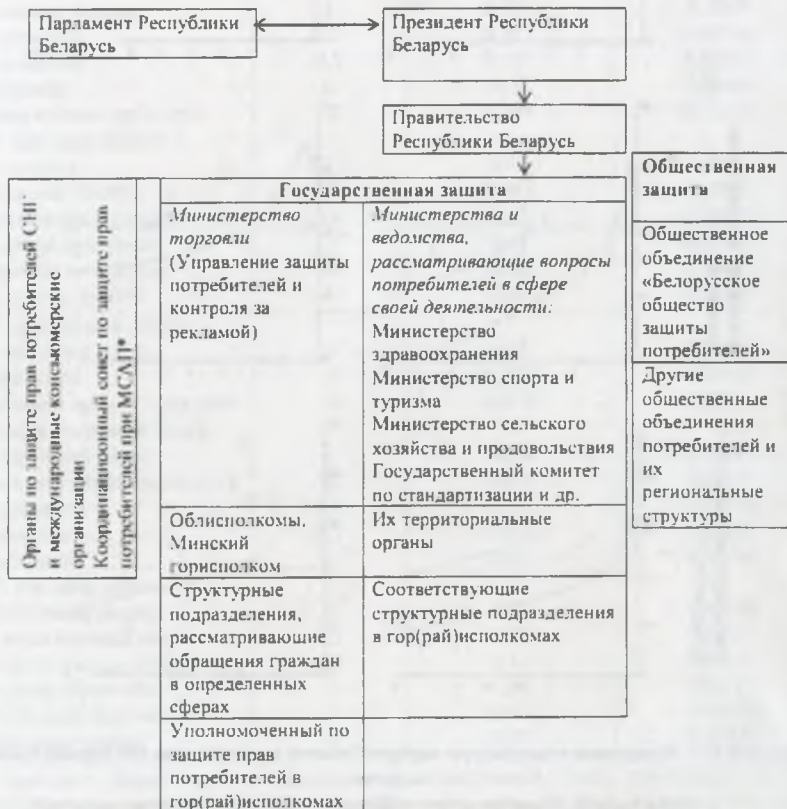 Парламент Республики
Беларусь
Президент Республики
Беларусь
Правительство
Республики Беларусь
Органы по защите прав потребителей СНГ
и международные консьюмерские
организации
Координационный совет по защите прав
потребителей при МСАП*
Государственная защита
Министерство
торговли
(Управление защиты
потребителей и
контроля за
рекламой)
Министерства и
ведомства,
рассматривающие вопросы
потребителей в сфере
своей деятельности:
Министерство
здравоохранения
Министерство спорта и
туризма
Министерство сельского
хозяйства и продовольствия
Государственный комитет
по стандартизации и др.
Облисполкомы,
Минский
горисполком
Их территориальные
органы
Структурные
подразделения,
рассматривающие
обращения граждан
в определенных
сферах
Соответствующие
структурные подразделения
в гор(рай)исполкомах
Уполномоченный по
защите прав
потребителей в
гор(рай)исполкомах
Общественная
защита
Общественное
объединение
«Белорусское
общество
защиты
потребителей»
Другие
общественные
объединения
потребителей и
их
региональные
структуры